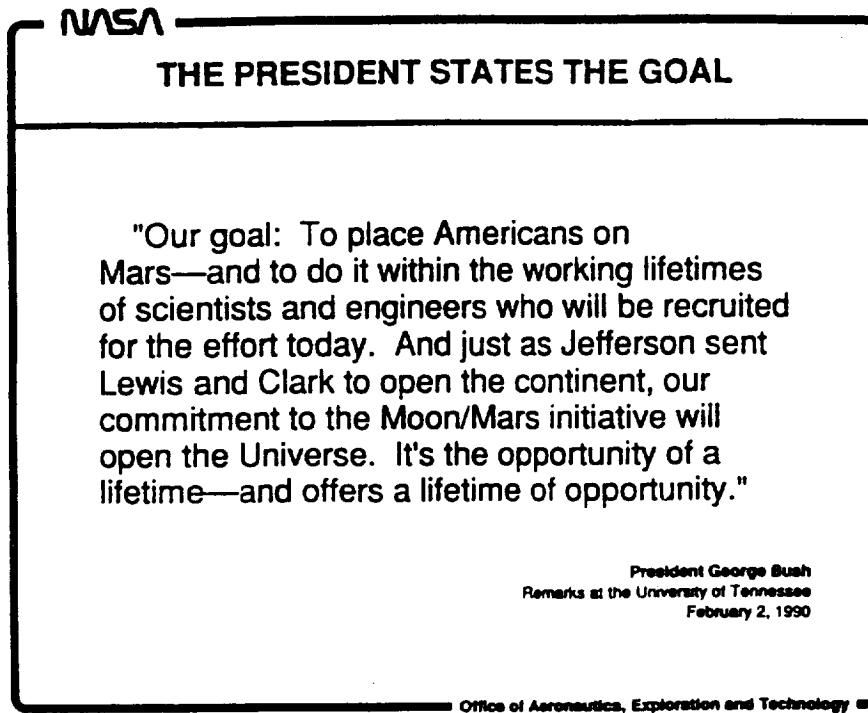 NASA
THE PRESIDENT STATES THE GOAL
"Our goal:  To place Americans on
Mars—and to do it within the working lifetimes
of scientists and engineers who will be recruited
for the effort today.  And just as Jefferson sent
Lewis and Clark to open the continent, our
commitment to the Moon/Mars initiative will
open the Universe.  It's the opportunity of a
lifetime—and offers a lifetime of opportunity."
President George Bush
Remarks at the University of Tennessee
February 2, 1990
Office of Aeronautics, Exploration and Technology